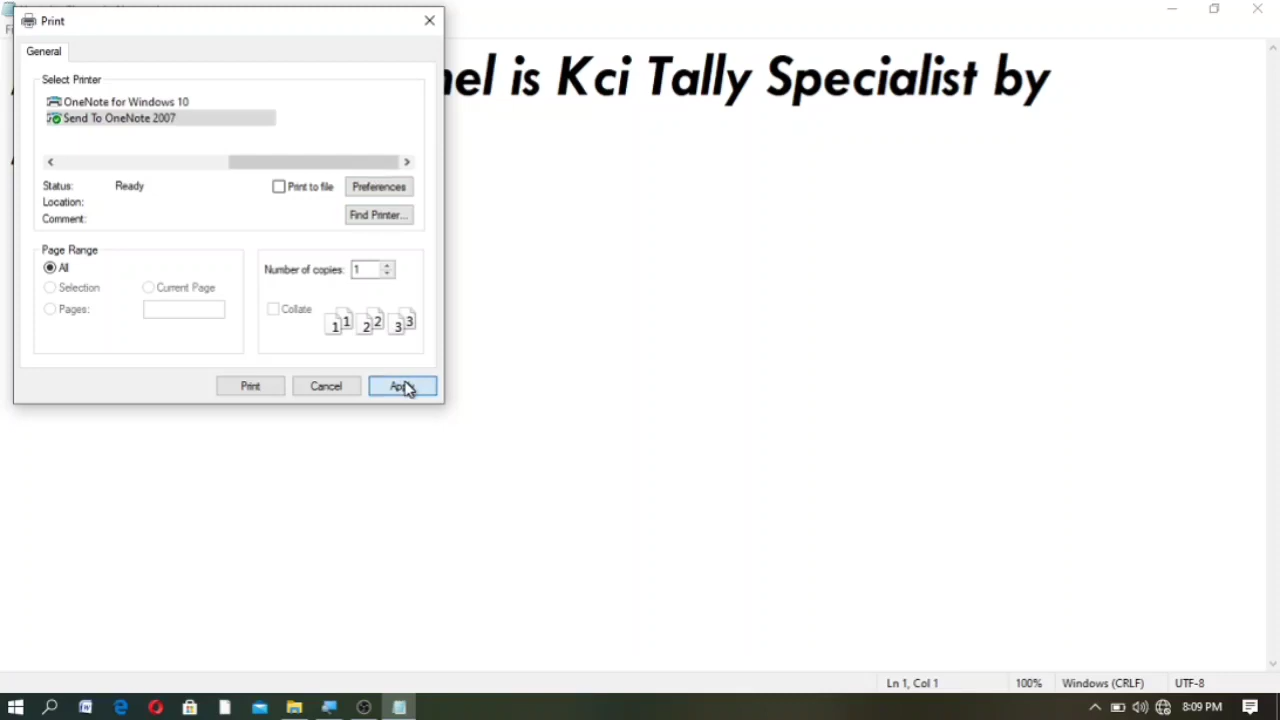 Print
General
nel is Kci Tally Specialist by
Select Printer
OneNote for Windows 10
Send To OneNote 2007
Status: Ready
Print to file
Preferences
Location:
Comment:
Find Printer...
Page Range
All
Number of copies: 1
Selection
Current Page
Pages:
Collate
1 1 2 2 3 3
Print
Cancel
Ln 1, Col 1
100%
Windows (CRLF)
UTF-8
8:09 PM